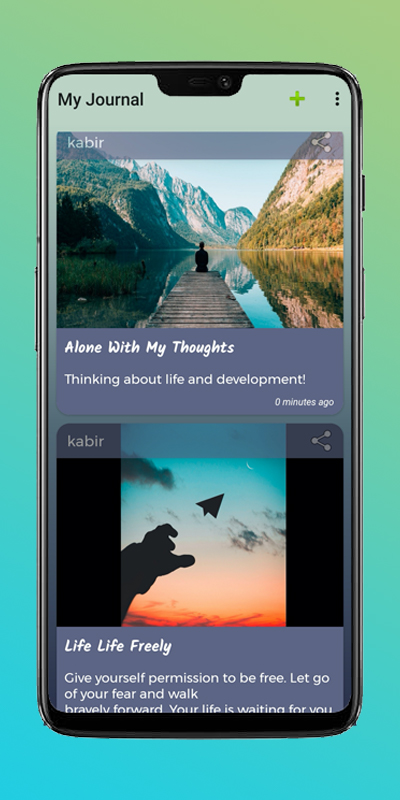 My Journal
kabir
Alone With My Thoughts
Thinking about life and development!
0 minutes ago
kabir
Life Life Freely
Give yourself permission to be free. Let go
of your fear and walk
bravely forward. Your life is waiting for you